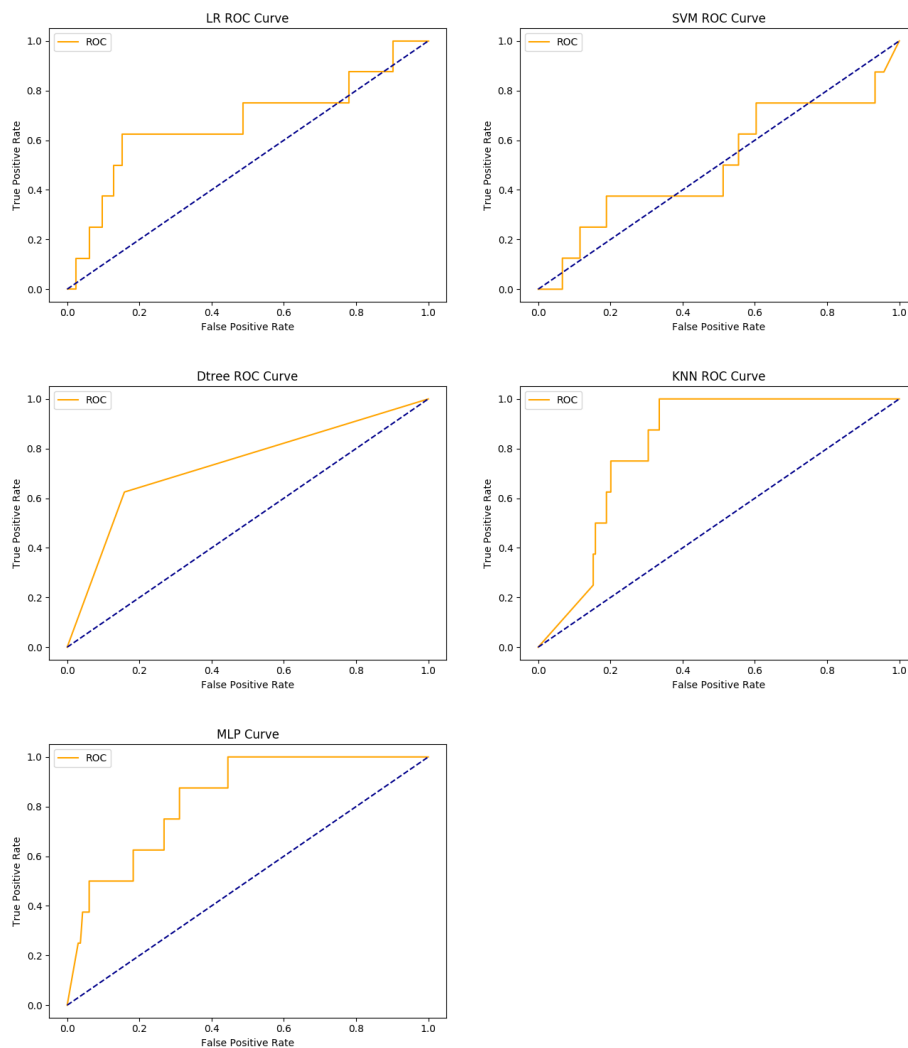 LR ROC Curve
ROC
True Positive Rate
1.0
0.8
0.6
0.4
0.2
0.0
0.0 0.2 0.4 0.6 0.8 1.0
False Positive Rate
SVM ROC Curve
ROC
True Positive Rate
1.0
0.8
0.6
0.4
0.2
0.0
0.0 0.2 0.4 0.6 0.8 1.0
False Positive Rate
Dtree ROC Curve
ROC
True Positive Rate
1.0
0.8
0.6
0.4
0.2
0.0
0.0 0.2 0.4 0.6 0.8 1.0
False Positive Rate
KNN ROC Curve
ROC
True Positive Rate
1.0
0.8
0.6
0.4
0.2
0.0
0.0 0.2 0.4 0.6 0.8 1.0
False Positive Rate
MLP Curve
ROC
True Positive Rate
1.0
0.8
0.6
0.4
0.2
0.0
0.0 0.2 0.4 0.6 0.8 1.0
False Positive Rate